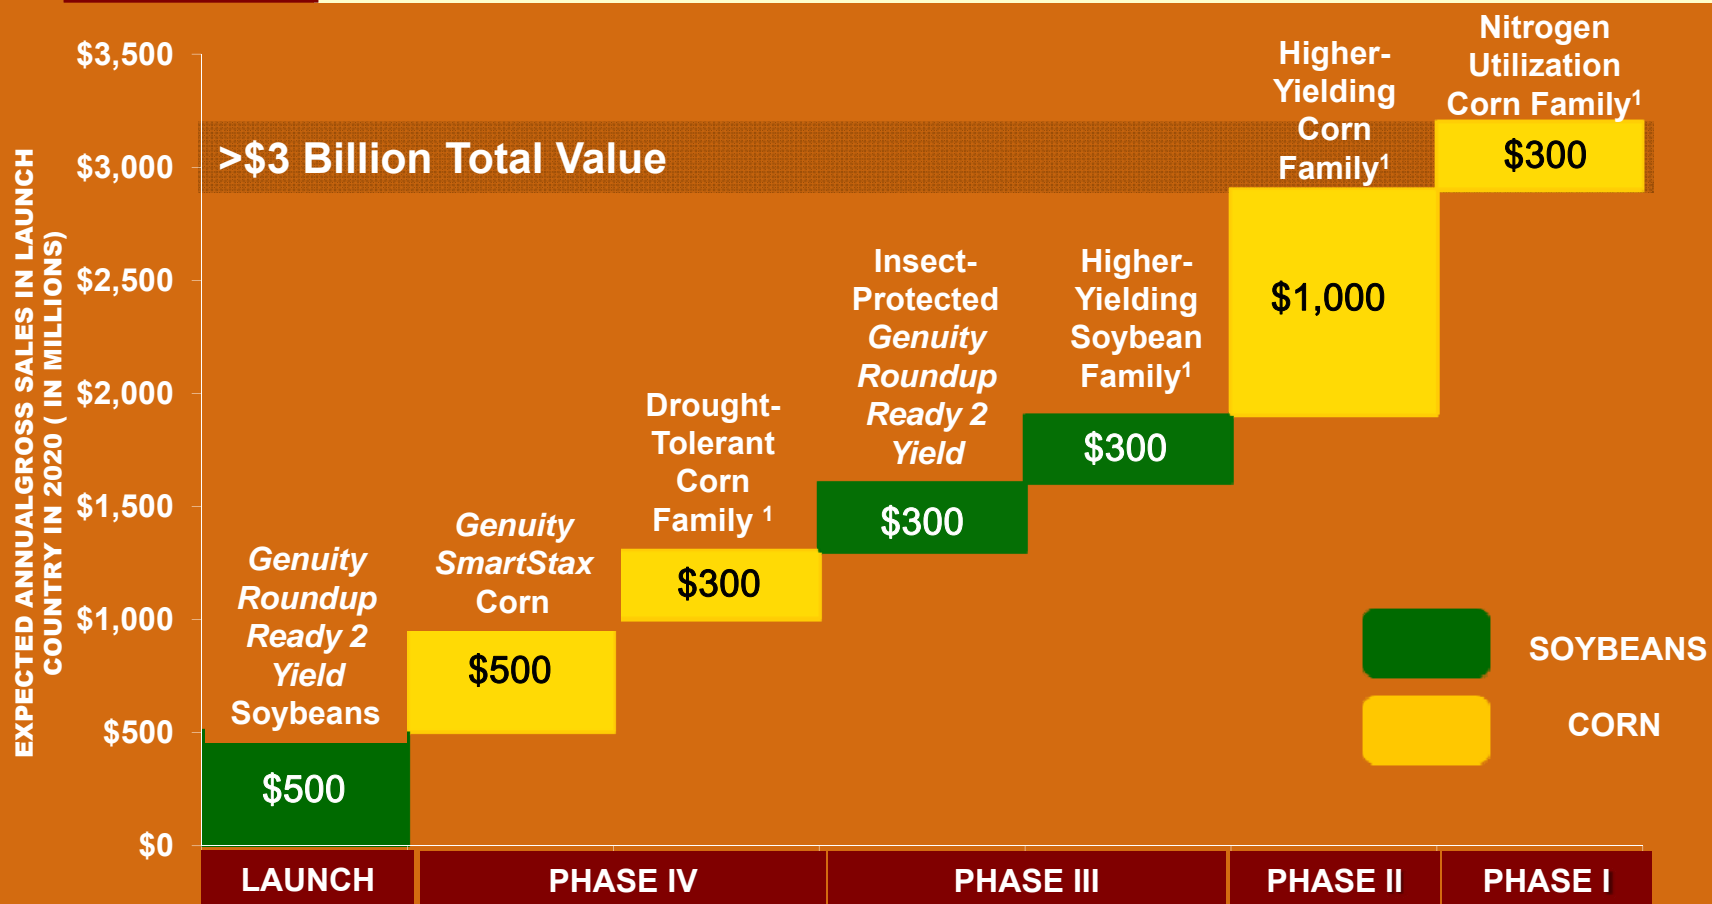 EXPECTED ANNUALGROSS SALES IN LAUNCH
COUNTRY IN 2020 ( IN MILLIONS)
$3,500
$3,000
$2,500
$2,000
$1,500
$1,000
$500
$0
>$3 Billion Total Value
Genuity
Roundup
Ready 2
Yield
Soybeans
$500
Genuity
SmartStax
Corn
$500
Drought-
Tolerant
Corn
Family 1
$300
Insect-
Protected
Genuity
Roundup
Ready 2
Yield
$300
Higher-
Yielding
Soybean
Family1
$300
Higher-
Yielding
Corn
Family1
$1,000
Nitrogen
Utilization
Corn Family1
$300
SOYBEANS
CORN
LAUNCH
PHASE IV
PHASE III
PHASE II
PHASE I